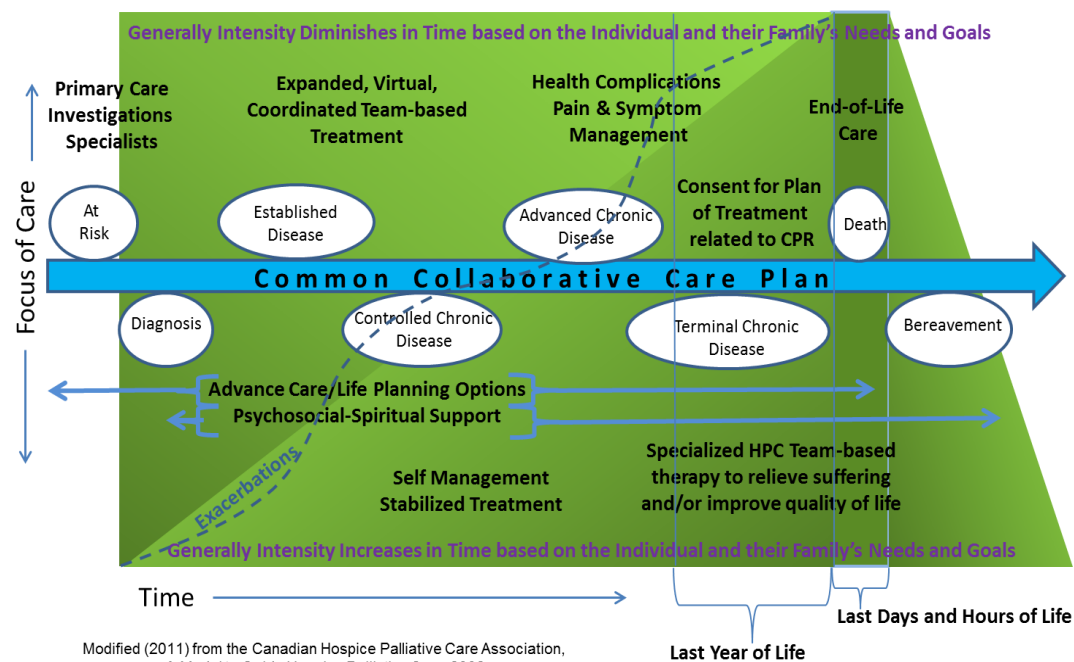 Generally Intensity Diminishes in Time based on the Individual and their Family's Needs and Goals
Primary Care
Investigations
Specialists
Expanded, Virtual,
Coordinated Team-based
Treatment
Health Complications
Pain & Symptom
Management
End-of-Life
Care
Focus of Care
At
Risk
Established
Disease
Advanced Chronic
Disease
Consent for Plan
of Treatment
related to CPR
Death
Common Collaborative Care Plan
Diagnosis
Controlled Chronic
Disease
Terminal Chronic
Disease
Bereavement
Advance Care/Life Planning Options
Psychosocial-Spiritual Support
Exacerbations
Self Management
Stabilized Treatment
Specialized HPC Team-based
therapy to relieve suffering
and/or improve quality of life
Generally Intensity Increases in Time based on the Individual and their Family's Needs and Goals
Time
Last Days and Hours of Life
Last Year of Life
Modified (2011) from the Canadian Hospice Palliative Care Association,